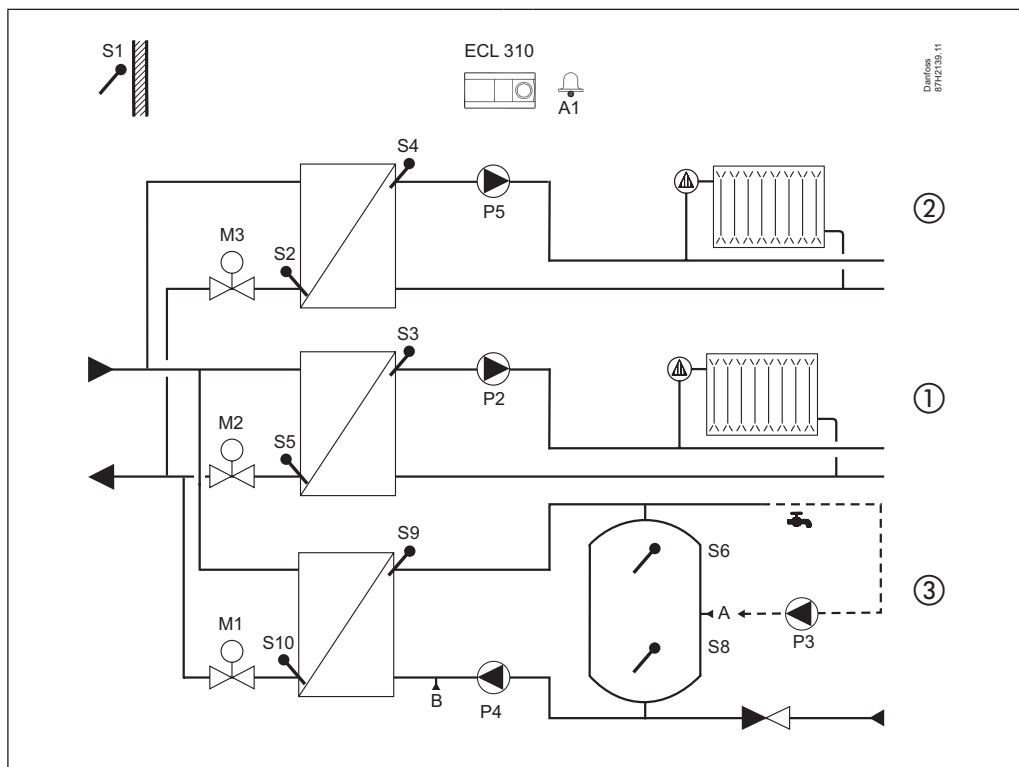 S1
ECL 310
A1
Danfoss
87H2139.11
S4
P5
②
M3
S2
S3
P2
①
M2
S5
S9
S6
A
③
P3
M1
S10
S8
B
P4